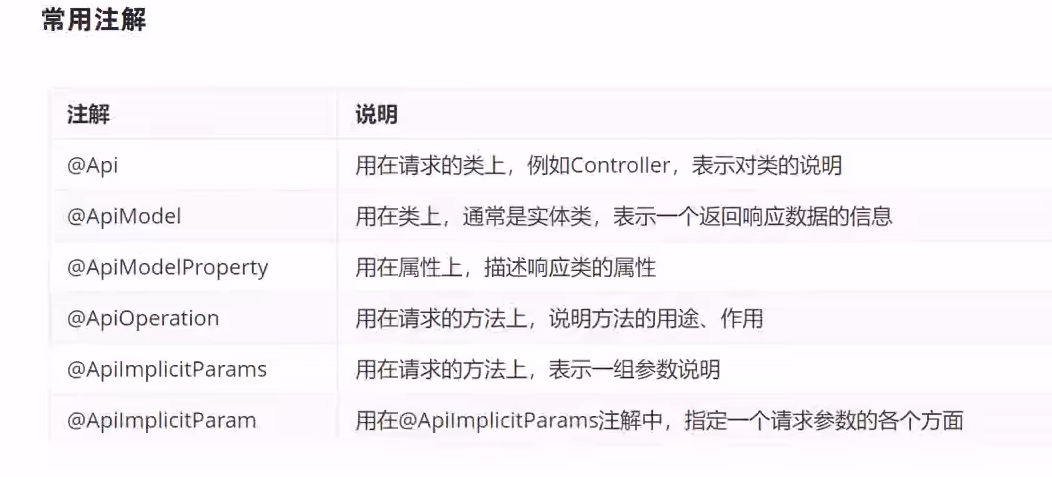 常用注解
注解 说明
@Api 用在请求的类上，例如Controller，表示对类的说明
@ApiModel 用在类上，通常是实体类，表示一个返回响应数据的信息
@ApiModelProperty 用在属性上，描述响应类的属性
@ApiOperation 用在请求的方法上，说明方法的用途、作用
@ApiImplicitParams 用在请求的方法上，表示一组参数说明
@ApiImplicitParam 用在@ApiImplicitParams注解中，指定一个请求参数的各个方面